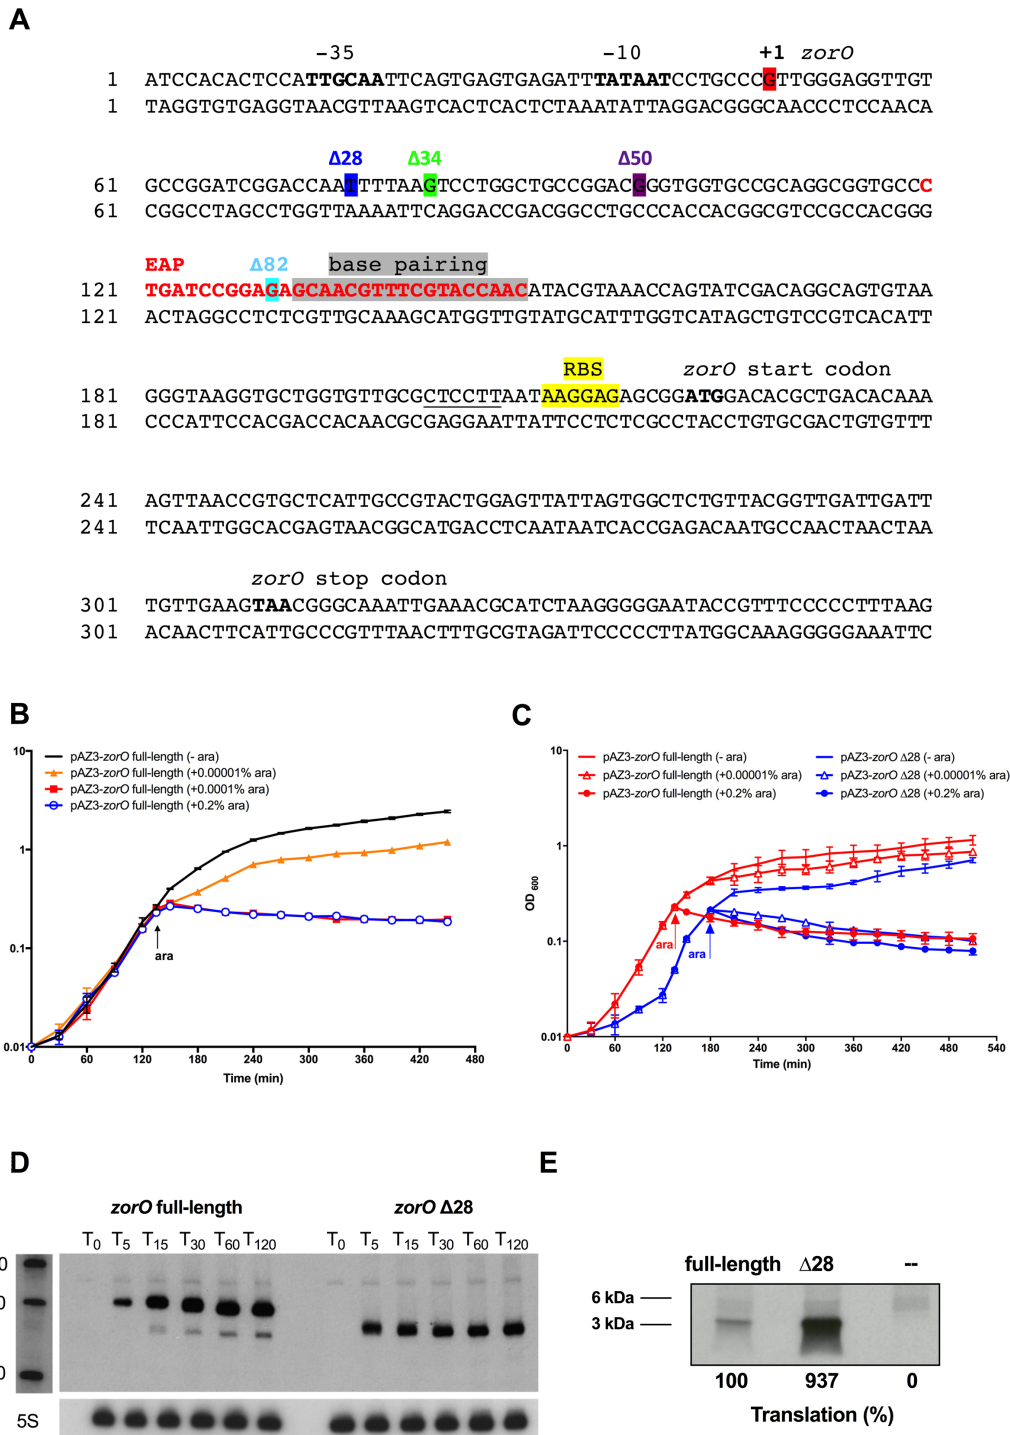 A
−35 −10 +1 zorO
1 ATCCACACTCCATTGCAATTCAGTGAGTGAGATTTATAATCCTGCCCGTTGGGAGGTTGT
1 TAGGTGTGAGGTAACGTTAAGTCACTCACTCTAAATATTAGGACGGGCAACCCTCCAACA
Δ28 Δ34 Δ50
61 GCCGGATCGGACCAATTTTAAGTCCTGGCTGCCGGACGGGTGGTGCCGCAGGCGGTGCCC
61 CGGCCTAGCCTGGTTAAAATTCAGGACCGACGGCCTGCCCACCACGGCGTCCGCCACGGG
EAP Δ82 base pairing
121 TGATCCGGAGAGCAACGTTTCGTACCAACATACGTAAACCAGTATCGACAGGCAGTGTAA
121 ACTAGGCCTCTCGTTGCAAAGCATGGTTGTATGCATTTGGTCATAGCTGTCCGTCACATT
RBS zorO start codon
181 GGGTAAGGTGCTGGTGTTGCGCTCCTTAATAAGGAGAGCGGATGGACACGCTGACACAAA
181 CCCATTCCACGACCACAACGCGAGGAATTATTCCTCTCGCCTACCTGTGCGACTGTGTTT
241 AGTTAACCGTGCTCATTGCCGTACTGGAGTTATTAGTGGCTCTGTTACGGTTGATTGATT
241 TCAATTGGCACGAGTAACGGCATGACCTCAATAATCACCGAGACAATGCCAACTAACTAA
zorO stop codon
301 TGTTGAAGTAACGGGCAAATTGAAACGCATCTAAGGGGGAATACCGTTTCCCCCTTTAAG
301 ACAACTTCATTGCCCGTTTAACTTTGCGTAGATTCCCCCTTATGGCAAAGGGGGAAATTC
B
10
1
0.1
0.01
pAZ3-zorO full-length (- ara)
pAZ3-zorO full-length (+0.00001% ara)
pAZ3-zorO full-length (+0.0001% ara)
pAZ3-zorO full-length (+0.2% ara)
ara
0 60 120 180 240 300 360 420 480
Time (min)
C
10
1
0.1
0.01
OD 600
pAZ3-zorO full-length (- ara)
pAZ3-zorO full-length (+0.00001% ara)
pAZ3-zorO full-length (+0.2% ara)
pAZ3-zorO Δ28 (- ara)
pAZ3-zorO Δ28 (+0.00001% ara)
pAZ3-zorO Δ28 (+0.2% ara)
ara ara
0 60 120 180 240 300 360 420 480 540
Time (min)
D
zorO full-length zorO Δ28
T0 T5 T15 T30 T60 T120 T0 T5 T15 T30 T60 T120
0
0
0
5S
E
full-length Δ28 --
6 kDa
3 kDa
100 937 0
Translation (%)